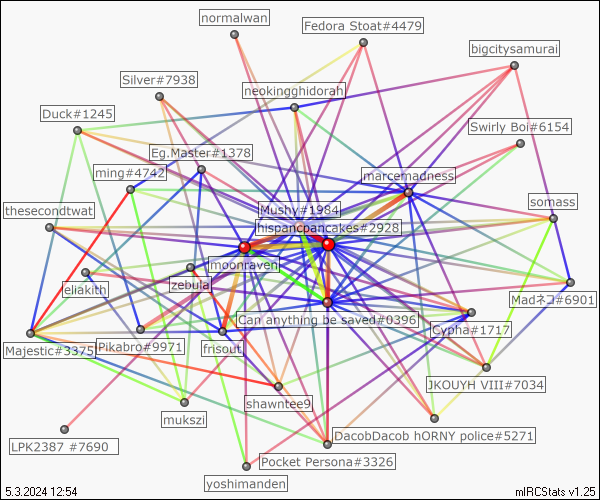 normalwan
Fedora Stoat#4479
bigcitysamurai
Silver#7938
neokingghidorah
Duck#1245
Swirly Boi#6154
Eg.Master#1378
ming#4742
marcemadness
somass
Mushy#1984
thesecondtwat
hispancpancakes#2928
moonraven
eliakith
zebula
Madネコ#6901
Can anything be saved#0396
Cypha#1717
Majestic#3375
Pikabro#9971
frisout
JKOUYH VIII#7034
shawntee9
mukszi
DacobDacob hORNY police#5271
LPK2387 #7690
Pocket Persona#3326
yoshimanden
5.3.2024 12:54
mIRCStats v1.25